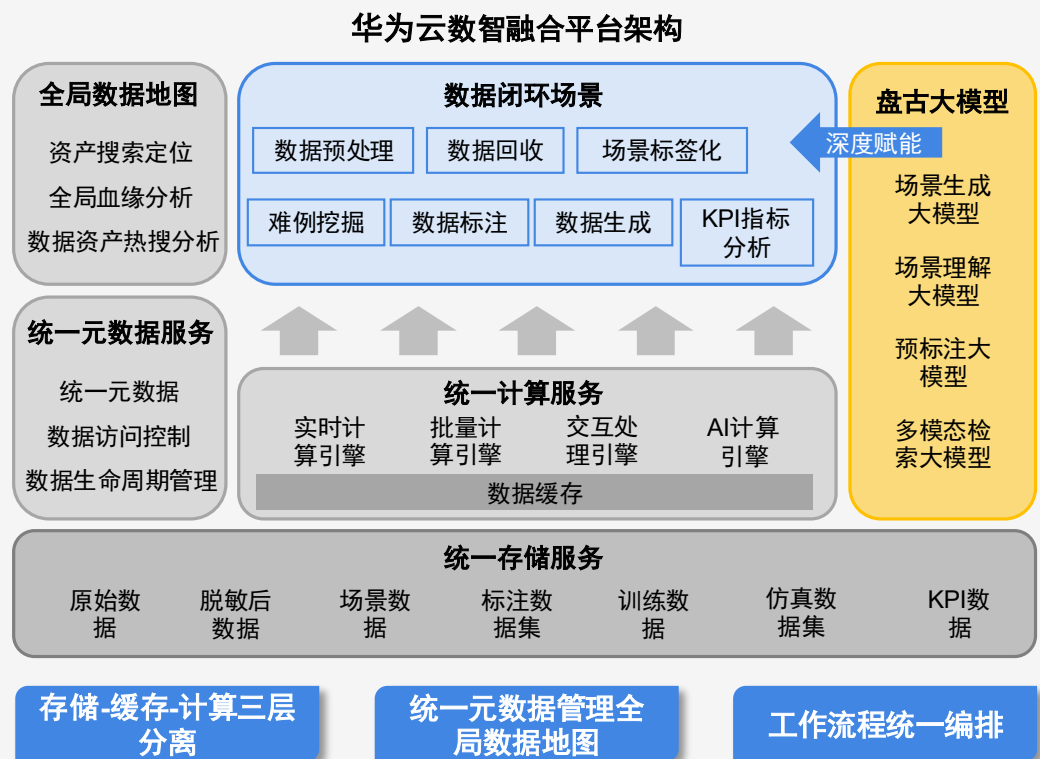 华为云数智融合平台架构
全局数据地图
资产搜索定位
全局血缘分析
数据资产热搜分析
统一元数据服务
统一元数据
数据访问控制
数据生命周期管理
数据闭环场景
数据预处理
数据回收
场景标签化
难例挖掘
数据标注
数据生成
KPI指标
分析
深度赋能
盘古大模型
场景生成
大模型
场景理解
大模型
预标注大
模型
多模态检
索大模型
统一计算服务
实时计
算引擎
批量计
算引擎
交互处
理引擎
AI计算
引擎
数据缓存
统一存储服务
原始数
据
脱敏后
数据
场景数
据
标注数
据集
训练数
据
仿真数
据集
KPI数
据
存储-缓存-计算三层
分离
统一元数据管理全
局数据地图
工作流程统一编排